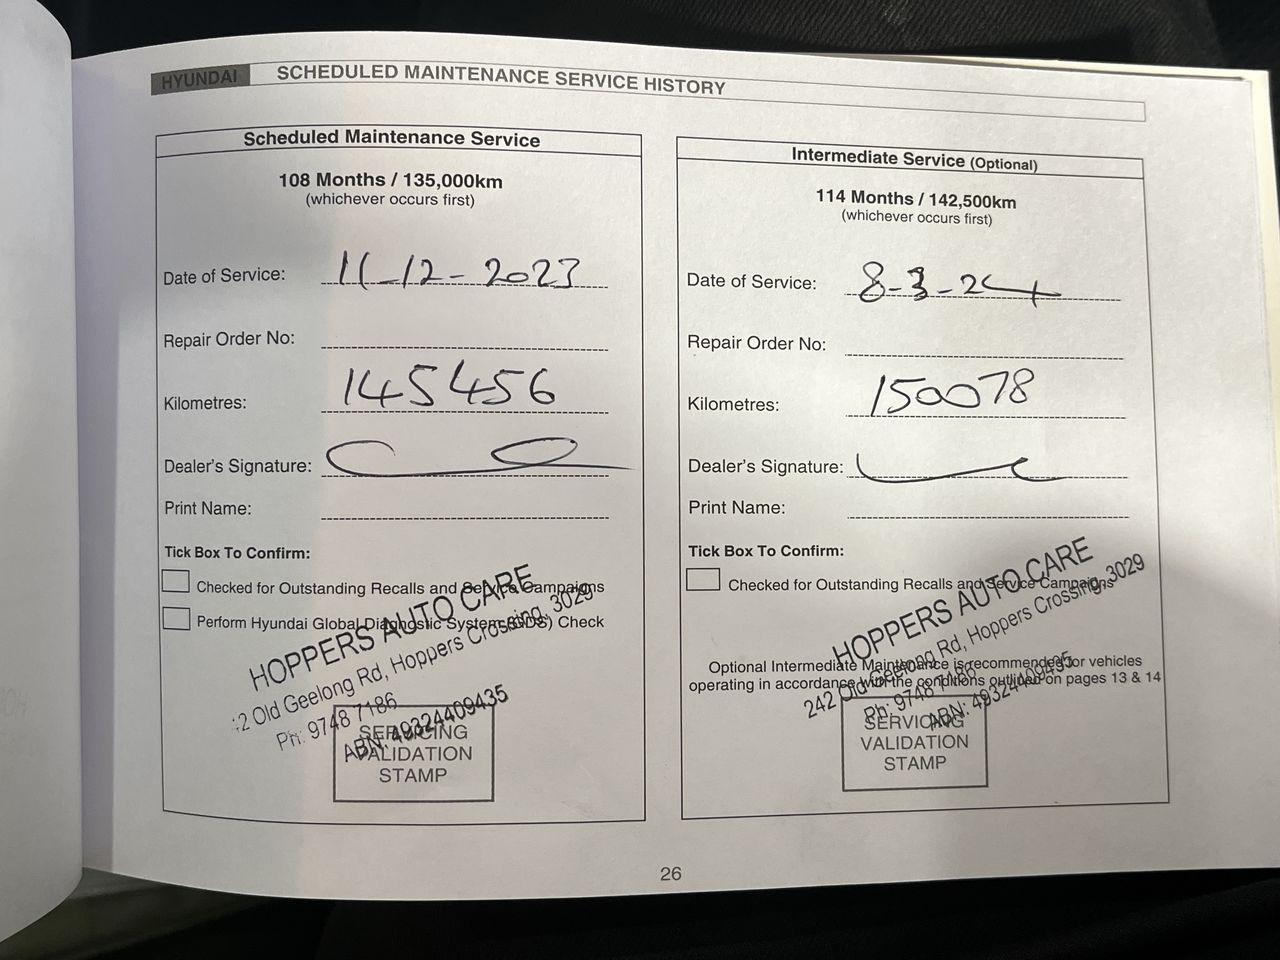 HYUNDAI
SCHEDULED MAINTENANCE SERVICE HISTORY
Scheduled Maintenance Service
108 Months / 135,000km
(whichever occurs first)
Date of Service: 11-12-2023
Repair Order No:
Kilometres: 145456
Dealer's Signature:
Print Name:
Tick Box To Confirm:
Checked for Outstanding Recalls and Service Campaigns
Perform Hyundai Global Diagnostic System (GDS) Check
HOPPERS AUTO CARE
2 Old Geelong Rd, Hoppers Crossing, 3029
Ph: 9748 7186
ABN: 49324409435
SERVICING
VALIDATION
STAMP
Intermediate Service (Optional)
114 Months / 142,500km
(whichever occurs first)
Date of Service: 8-3-24
Repair Order No:
Kilometres: 150078
Dealer's Signature:
Print Name:
Tick Box To Confirm:
Checked for Outstanding Recalls and Service Campaigns
HOPPERS AUTO CARE
242 Old Geelong Rd, Hoppers Crossing, 3029
Ph: 9748 7186
ABN: 49324409435
Optional Intermediate Maintenance is recommended for vehicles
operating in accordance with the conditions outlined on pages 13 & 14
SERVICING
VALIDATION
STAMP
26